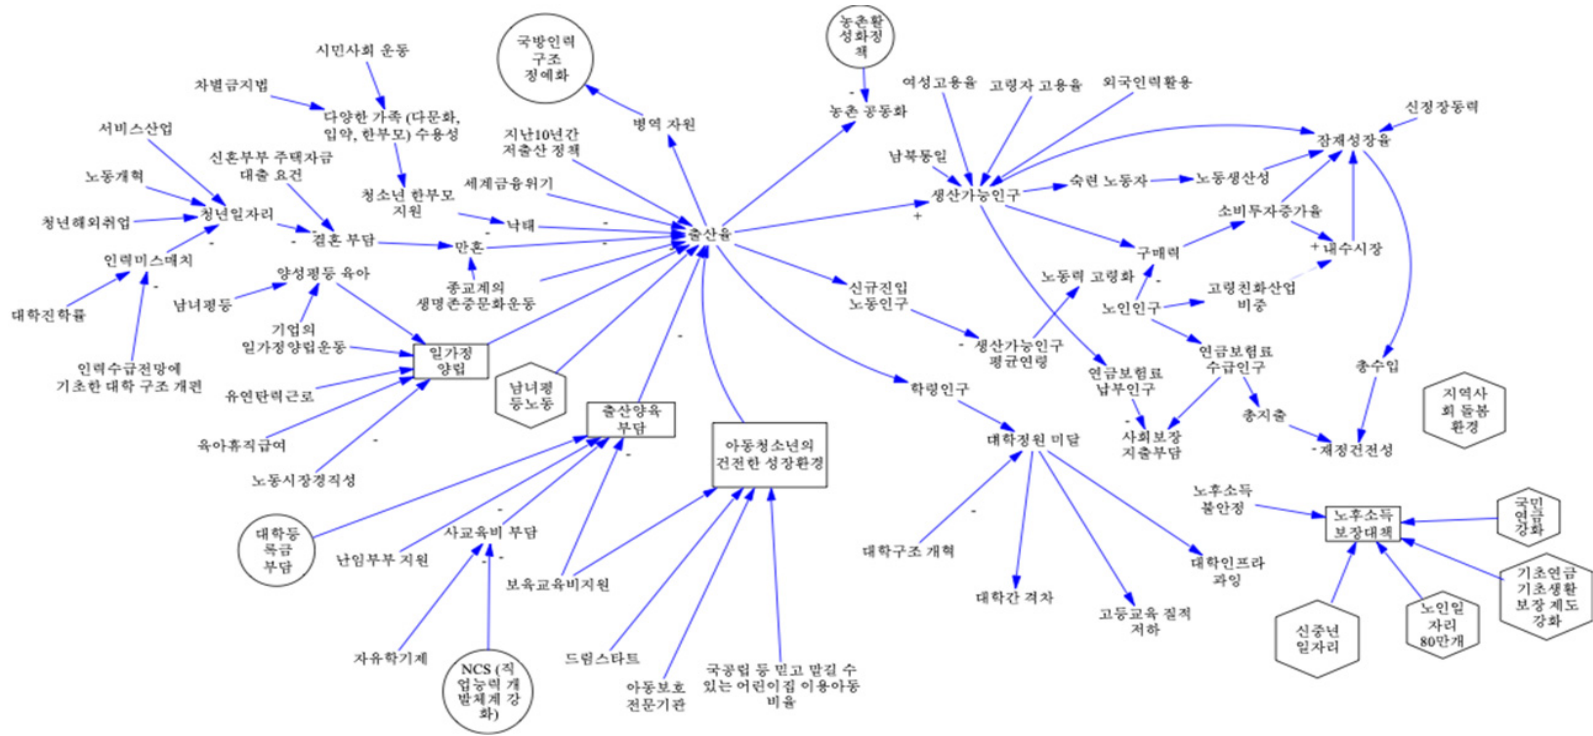 시민사회 운동
차별금지법
다양한 가족 (다문화,
입양, 한부모) 수용성
서비스산업
노동개혁
청년해외취업
신혼부부 주택자금
대출 요건
청년일자리
청소년 한부모
지원
결혼 부담
인력미스매치
대학진학률
인력수급전망에
기초한 대학 구조 개편
국방인력
구조
정예화
병역 자원
지난10년간
저출산 정책
세계금융위기
낙태
만혼
종교계의
생명존중문화운동
출산율
양성평등 육아
남녀평등
기업의
일가정양립운동
일가정
양립
유연탄력근로
육아휴직급여
노동시장경직성
남녀평
등노동
출산양육
부담
아동청소년의
건전한 성장환경
대학등
록금
부담
난임부부 지원
사교육비 부담
보육교육비지원
자유학기제
NCS (직
업능력 개
발체계 강
화)
드림스타트
아동보호
전문기관
국공립 등 믿고 맡길 수
있는 어린이집 이용아동
비율
농촌활
성화정
책
농촌 공동화
여성고용율
고령자 고용율
외국인력활용
남북통일
생산가능인구
+
숙련 노동자
노동생산성
잠재성장율
신정장동력
소비투자증가율
+내수시장
구매력
노동력 고령화
노인인구
고령친화산업
비중
신규진입
노동인구
- 생산가능인구
평균연령
연금보험료
납부인구
연금보험료
수급인구
사회보장
지출부담
총지출
총수입
-재정건전성
학령인구
대학정원 미달
대학구조 개혁
대학간 격차
고등교육 질적
저하
대학인프라
과잉
지역사
회 돌봄
환경
노후소득
불안정
노후소득
보장대책
국민
연금
강화
기초연금
기초생활
보장 제도
강화
노인일
자리
80만개
신중년
일자리